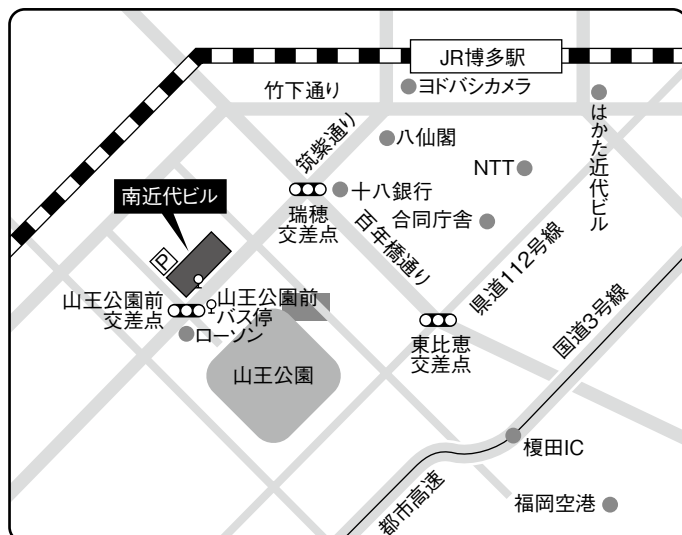 JR博多駅
竹下通り
ヨドバシカメラ
はかた近代ビル
筑紫通り
八仙閣
NTT
南近代ビル
十八銀行
瑞穂
交差点
百年橋通り
合同庁舎
県道112号線
国道3号線
P
山王公園前
交差点
山王公園前
バス停
ローソン
東比恵
交差点
山王公園
榎田IC
都市高速
福岡空港